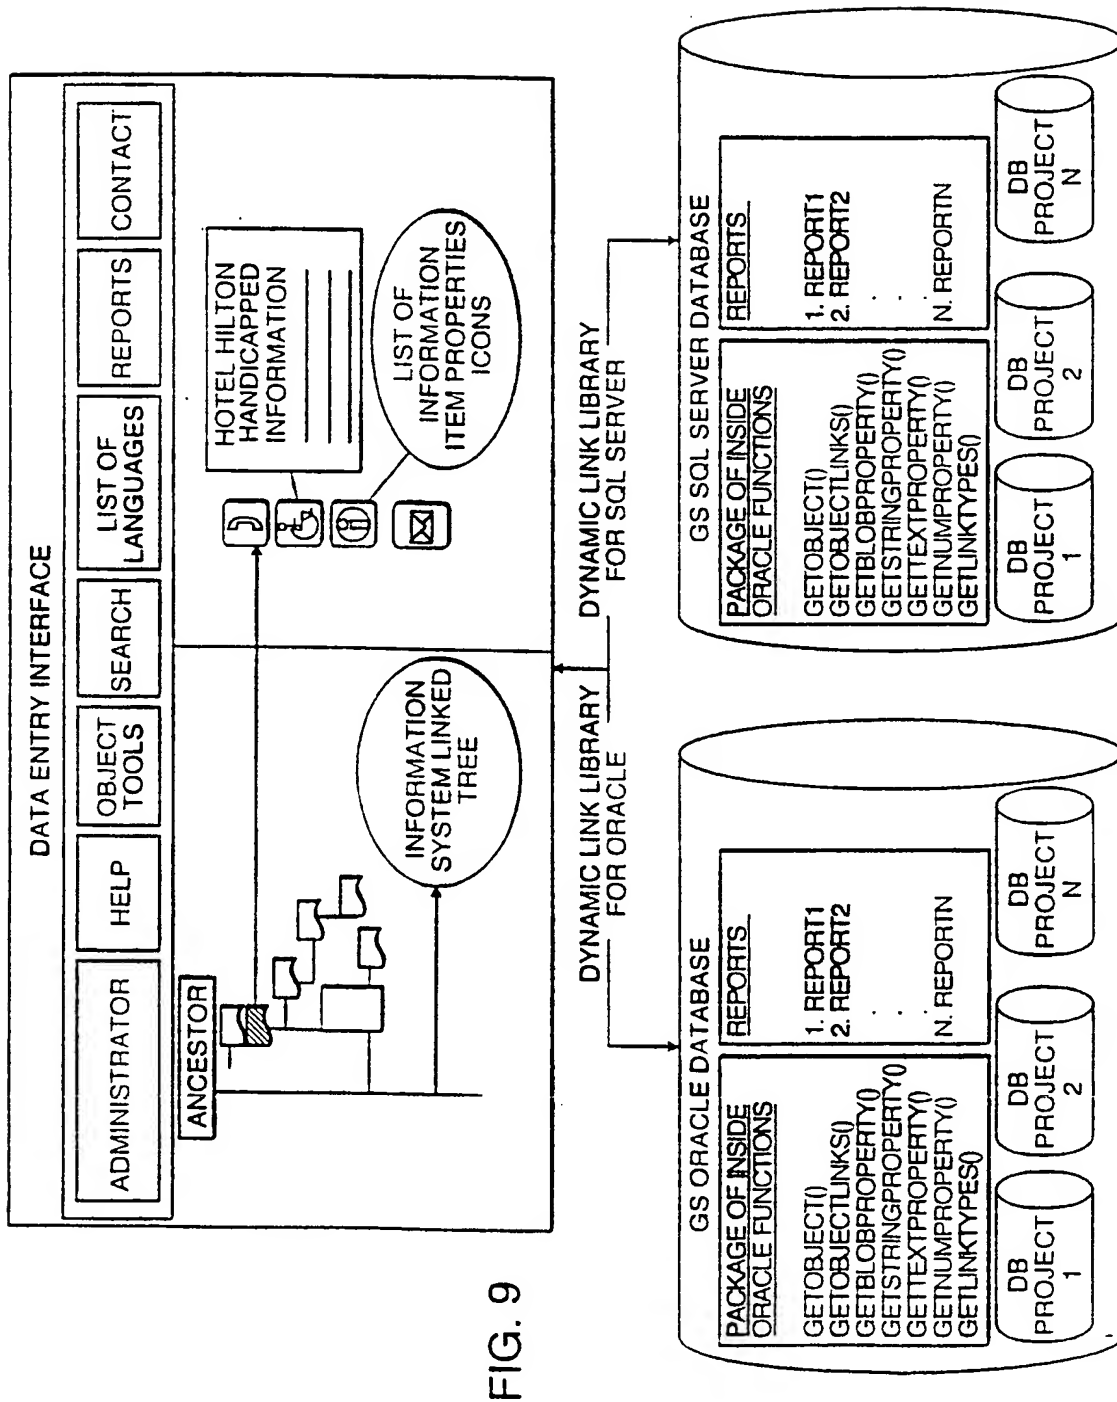 DATA ENTRY INTERFACE
ADMINISTRATOR
HELP
OBJECT
TOOLS
SEARCH
LIST OF
LANGUAGES
REPORTS
CONTACT
ANCESTOR
INFORMATION
SYSTEM LINKED
TREE
HOTEL HILTON
HANDICAPPED
INFORMATION
LIST OF
INFORMATION
ITEM PROPERTIES
ICONS
FIG. 9
DYNAMIC LINK LIBRARY
FOR ORACLE
DYNAMIC LINK LIBRARY
FOR SQL SERVER
GS ORACLE DATABASE
PACKAGE OF INSIDE
ORACLE FUNCTIONS
GETOBJECT()
GETOBJECTLINKS()
GETBLOBPROPERTY()
GETSTRINGPROPERTY()
GETTEXTPROPERTY()
GETNUMPROPERTY()
GETLINKTYPES()
REPORTS
1. REPORT1
2. REPORT2
N. REPORTN
DB
PROJECT
1
DB
PROJECT
2
DB
PROJECT
N
GS SQL SERVER DATABASE
PACKAGE OF INSIDE
ORACLE FUNCTIONS
GETOBJECT()
GETOBJECTLINKS()
GETBLOBPROPERTY()
GETSTRINGPROPERTY()
GETTEXTPROPERTY()
GETNUMPROPERTY()
GETLINKTYPES()
REPORTS
1. REPORT1
2. REPORT2
N. REPORTN
DB
PROJECT
1
DB
PROJECT
2
DB
PROJECT
N